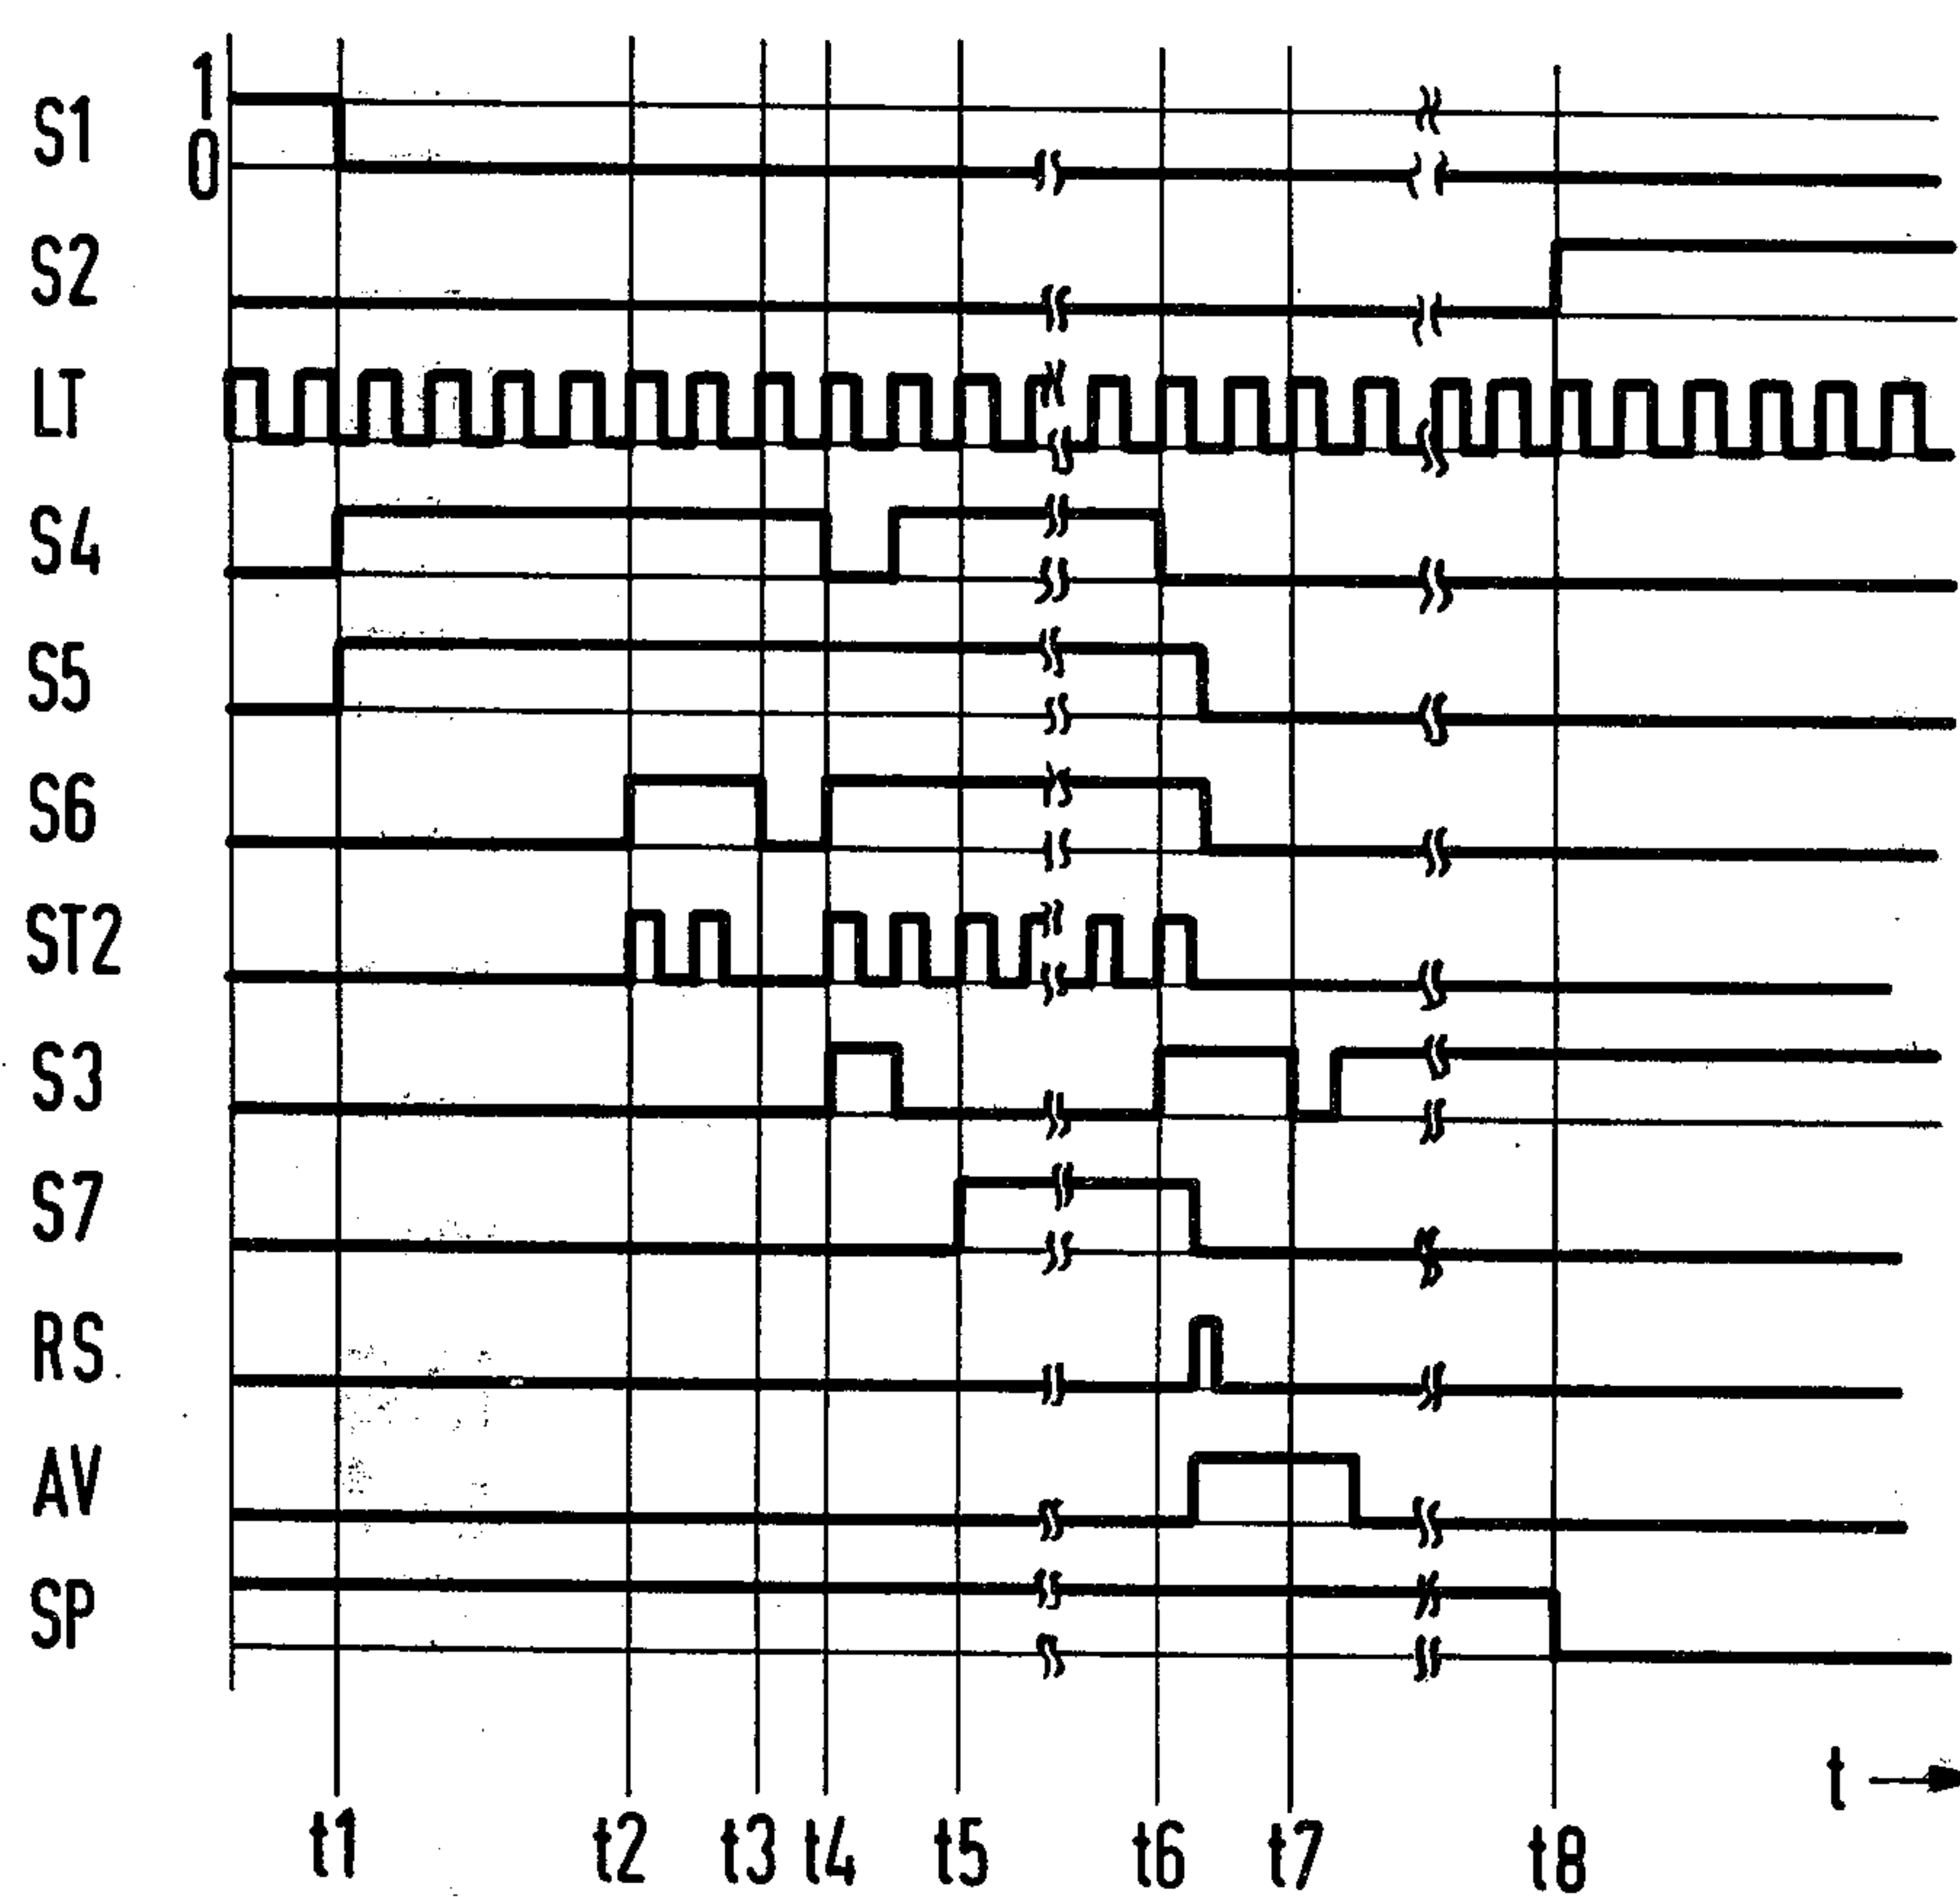 1
S1
0
S2
LT
S4
S5
S6
ST2
S3
S7
RS
AV
SP
t
t1 t2 t3 t4 t5 t6 t7 t8